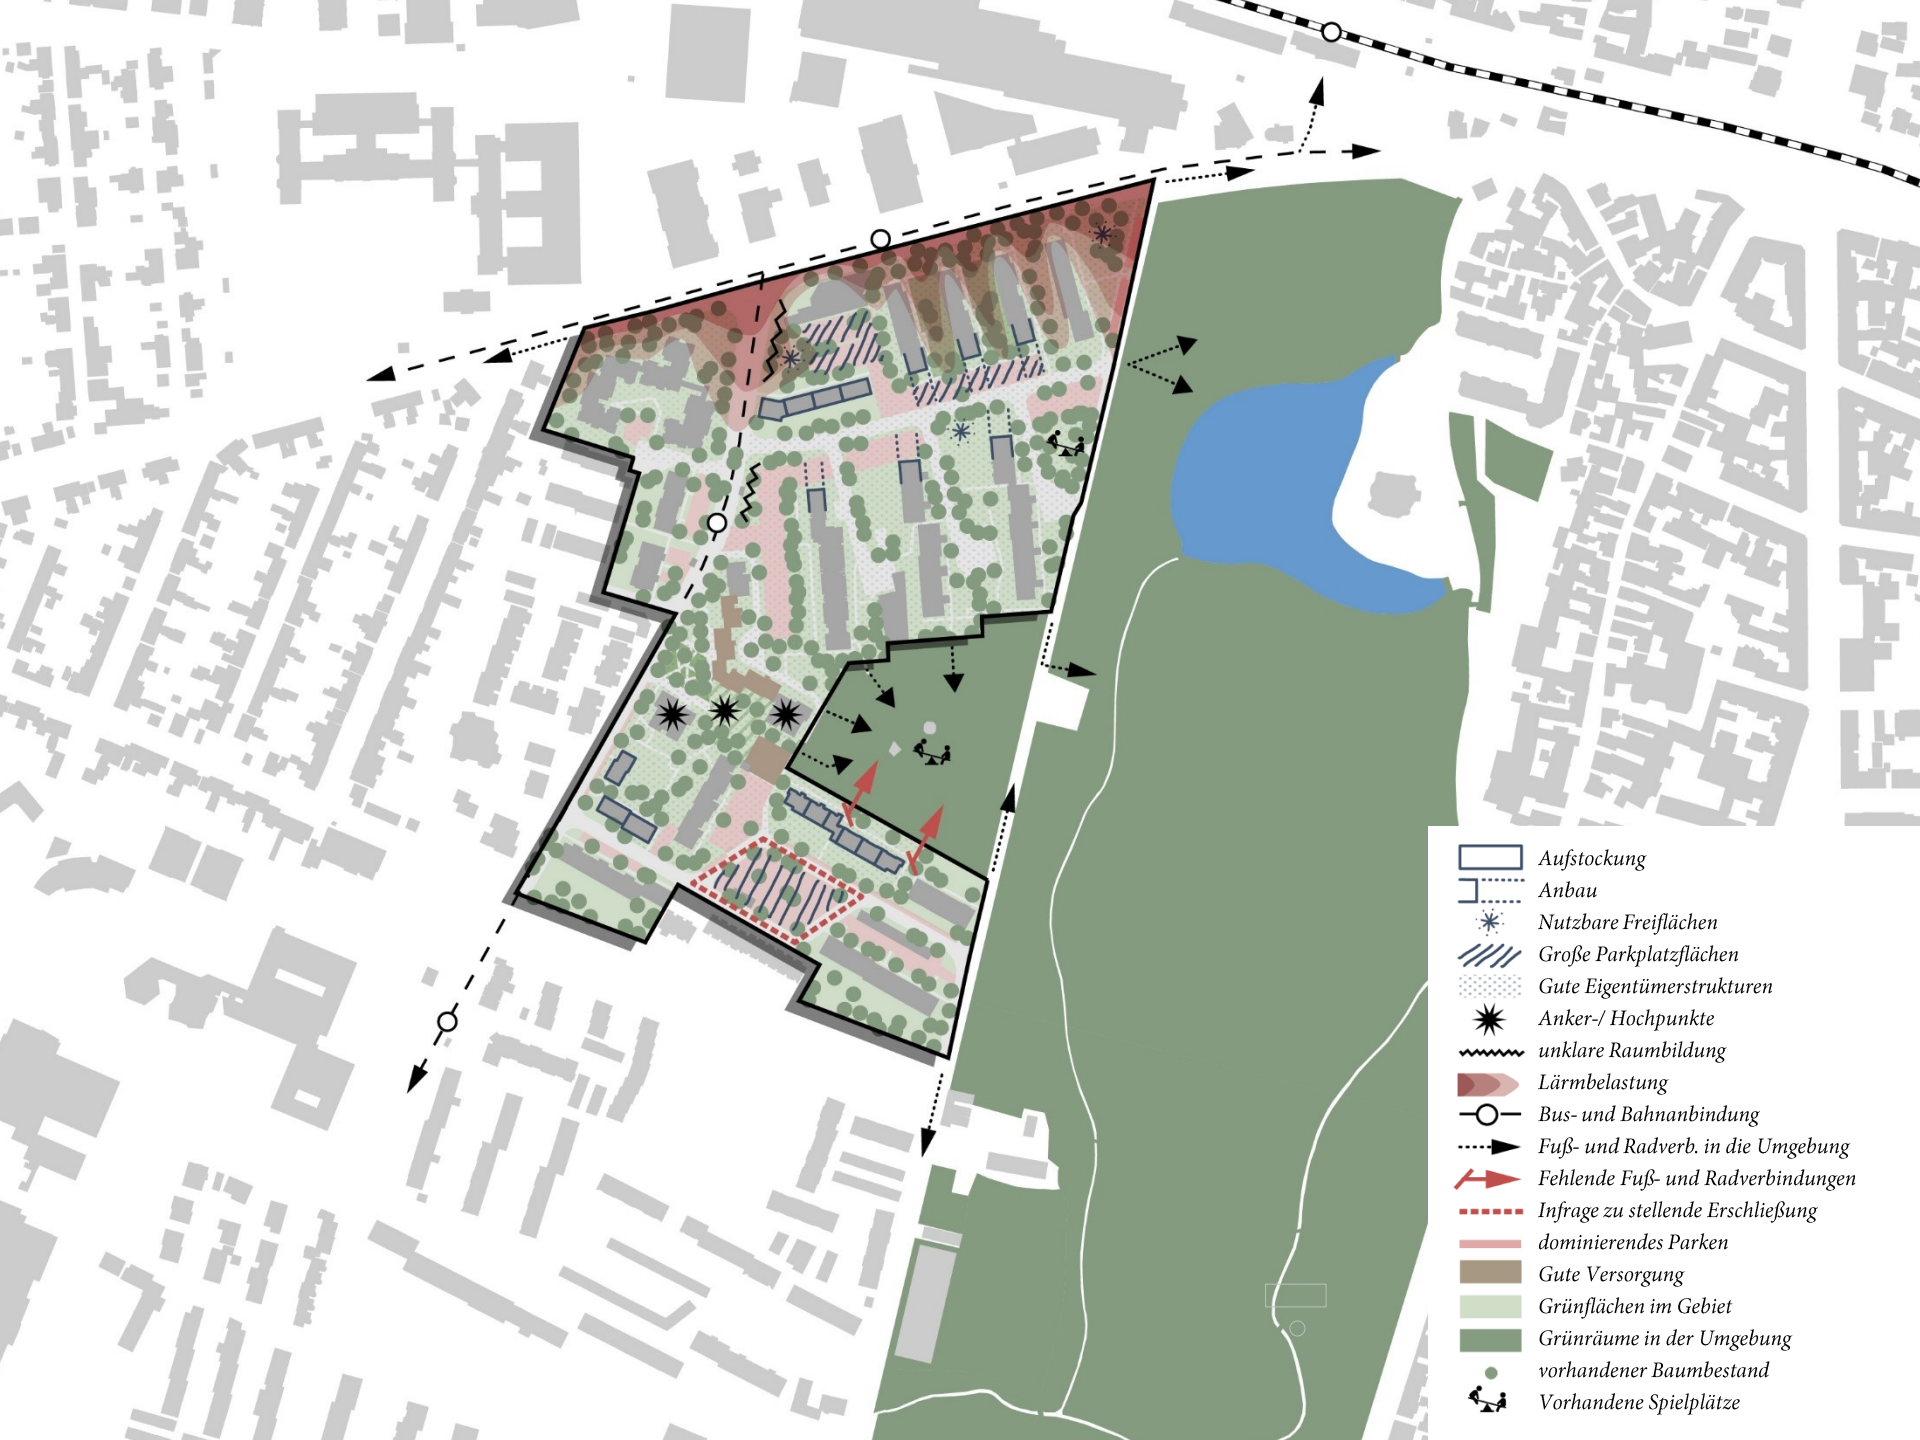 Aufstockung
Anbau
Nutzbare Freiflächen
Große Parkplatzflächen
Gute Eigentümerstrukturen
Anker-/ Hochpunkte
unklare Raumbildung
Lärmbelastung
Bus- und Bahnanbindung
Fuß- und Radverb. in die Umgebung
Fehlende Fuß- und Radverbindungen
Infrage zu stellende Erschließung
dominierendes Parken
Gute Versorgung
Grünflächen im Gebiet
Grünräume in der Umgebung
vorhandener Baumbestand
Vorhandene Spielplätze